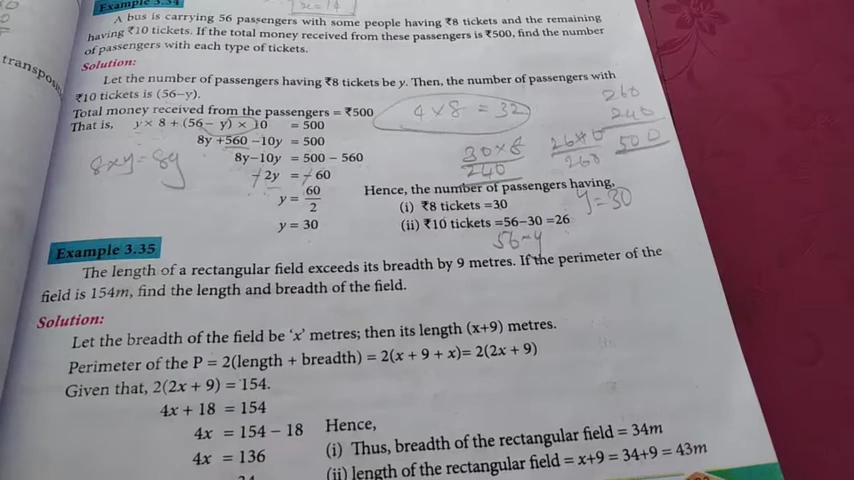 Example 3.34
x = 14
A bus is carrying 56 passengers with some people having ₹8 tickets and the remaining
having ₹10 tickets. If the total money received from these passengers is ₹500, find the number
of passengers with each type of tickets.
Solution:
Let the number of passengers having ₹8 tickets be y. Then, the number of passengers with
₹10 tickets is (56–y).
Total money received from the passengers = ₹500
That is, y × 8 + (56 – y) × 10 = 500
8y +560 –10y = 500
8y–10y = 500 – 560
– 2y = – 60
y = 60/2
y = 30
8xy = 8y
4 x 8 = 32
30 x 8
240
260
260
240
500
Hence, the number of passengers having,
(i) ₹8 tickets =30
(ii) ₹10 tickets =56–30 =26
y = 30
56-y
Example 3.35
The length of a rectangular field exceeds its breadth by 9 metres. If the perimeter of the
field is 154m, find the length and breadth of the field.
Solution:
Let the breadth of the field be ‘x’ metres; then its length (x+9) metres.
Perimeter of the P = 2(length + breadth) = 2(x + 9 + x)= 2(2x + 9)
Given that, 2(2x + 9) = 154.
4x + 18 = 154
4x = 154 – 18
4x = 136
Hence,
(i) Thus, breadth of the rectangular field = 34m
(ii) length of the rectangular field = x+9 = 34+9 = 43m